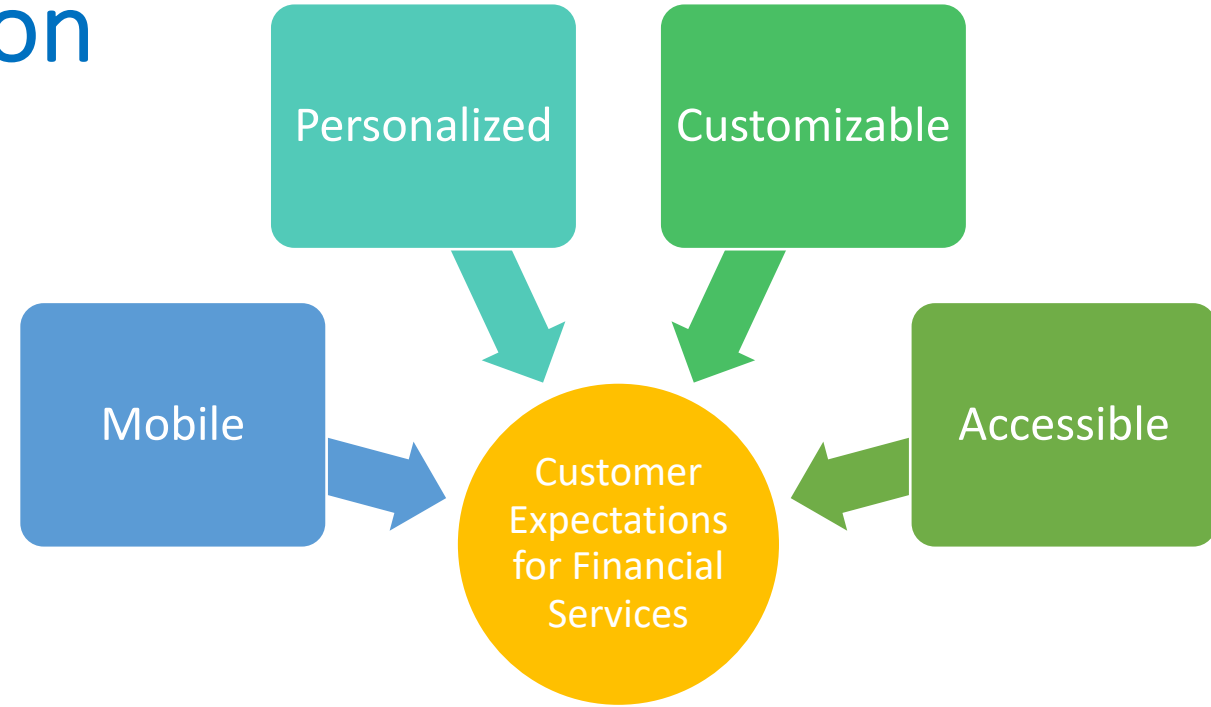 on
Personalized
Customizable
Mobile
Accessible
Customer
Expectations
for Financial
Services